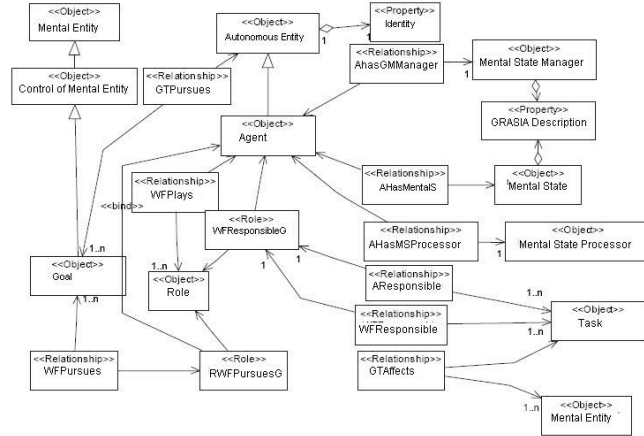 <<Object>>
Mental Entity
<<Object>>
Autonomous Entity
1
<<Property>>
Identity
1
<<Object>>
Control of Mental Entity
<<Relationship>>
GTPursues
<<Relationship>>
AHasGMManager
1
<<Object>>
Mental State Manager
<<Property>>
GRASIA Description
<<Object>>
Agent
<<Relationship>>
WFPlays
<<bind>>
<<Relationship>>
AHasMentalS
<<Object>>
Mental State
<<Role>>
WFResponsibleG
1
1
<<Relationship>>
AHasMSProcessor
1
<<Object>>
Mental State Processor
1..n
<<Object>>
Goal
1..n
1..n
<<Object>>
Role
<<Relationship>>
AResponsible
1..n
WFResponsible
1..n
<<Object>>
Task
<<Relationship>>
WFPursues
<<Role>>
RWFPursuesG
<<Relationship>>
GTAffects
1..n
<<Object>>
Mental Entity